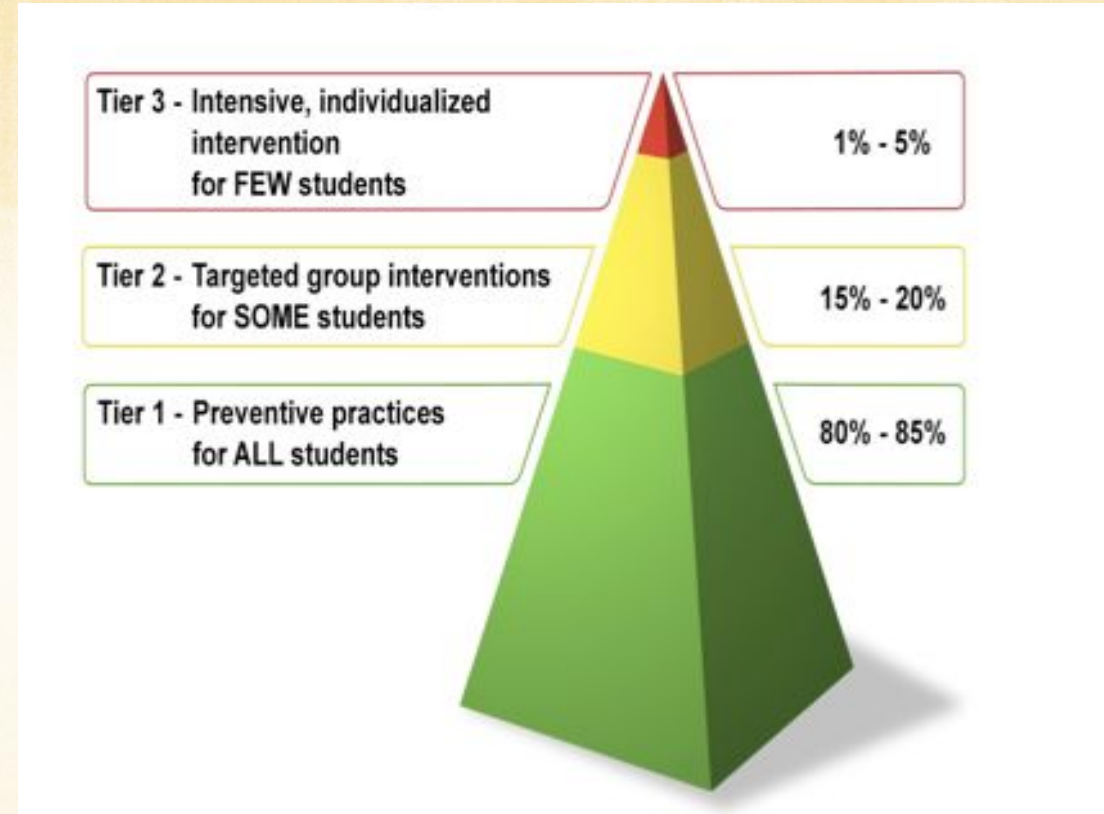 Tier 3 - Intensive, individualized
intervention
for FEW students
1% - 5%
Tier 2 - Targeted group interventions
for SOME students
15% - 20%
Tier 1 - Preventive practices
for ALL students
80% - 85%